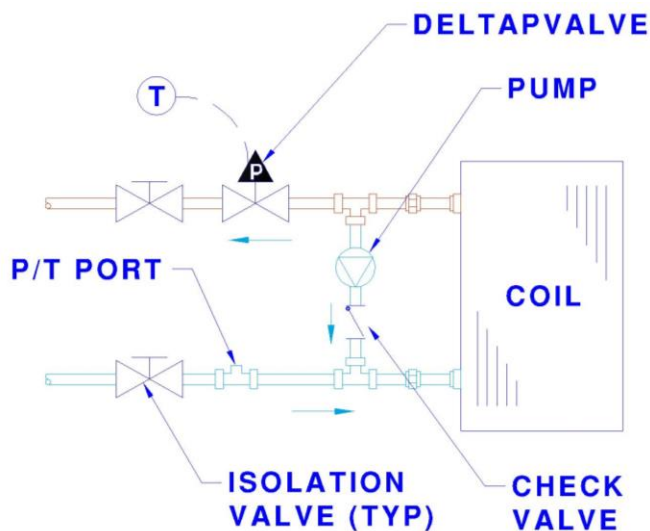 DELTAPVALVE
T
PUMP
P
P/T PORT
COIL
ISOLATION
VALVE (TYP)
CHECK
VALVE